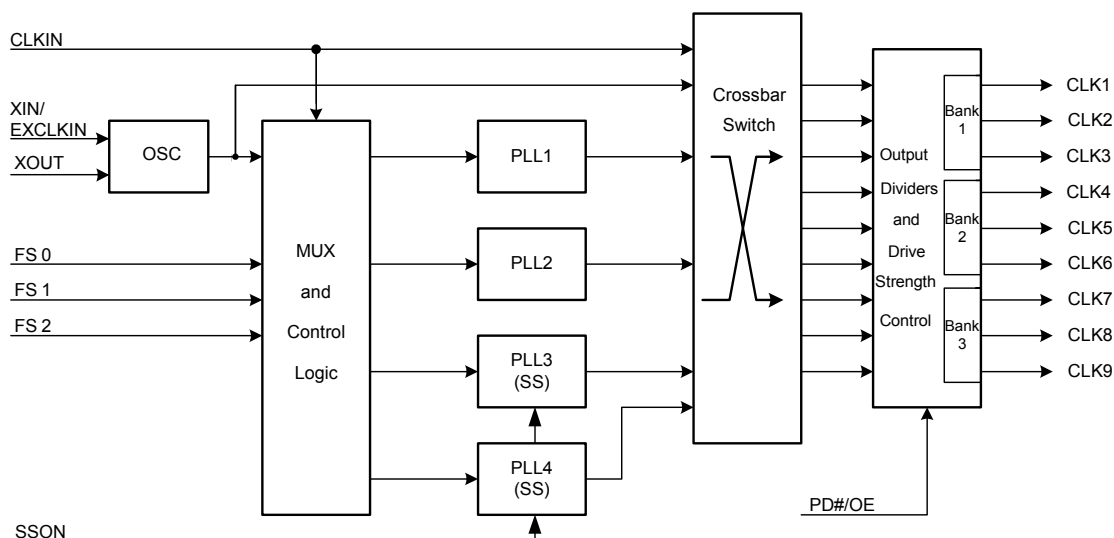 CLKIN
XIN/
EXCLKIN
XOUT
OSC
FS 0
FS 1
FS 2
MUX
and
Control
Logic
PLL1
PLL2
PLL3
(SS)
PLL4
(SS)
SSON
Crossbar
Switch
Output
Dividers
and
Drive
Strength
Control
Bank
1
Bank
2
Bank
3
CLK1
CLK2
CLK3
CLK4
CLK5
CLK6
CLK7
CLK8
CLK9
PD#/OE